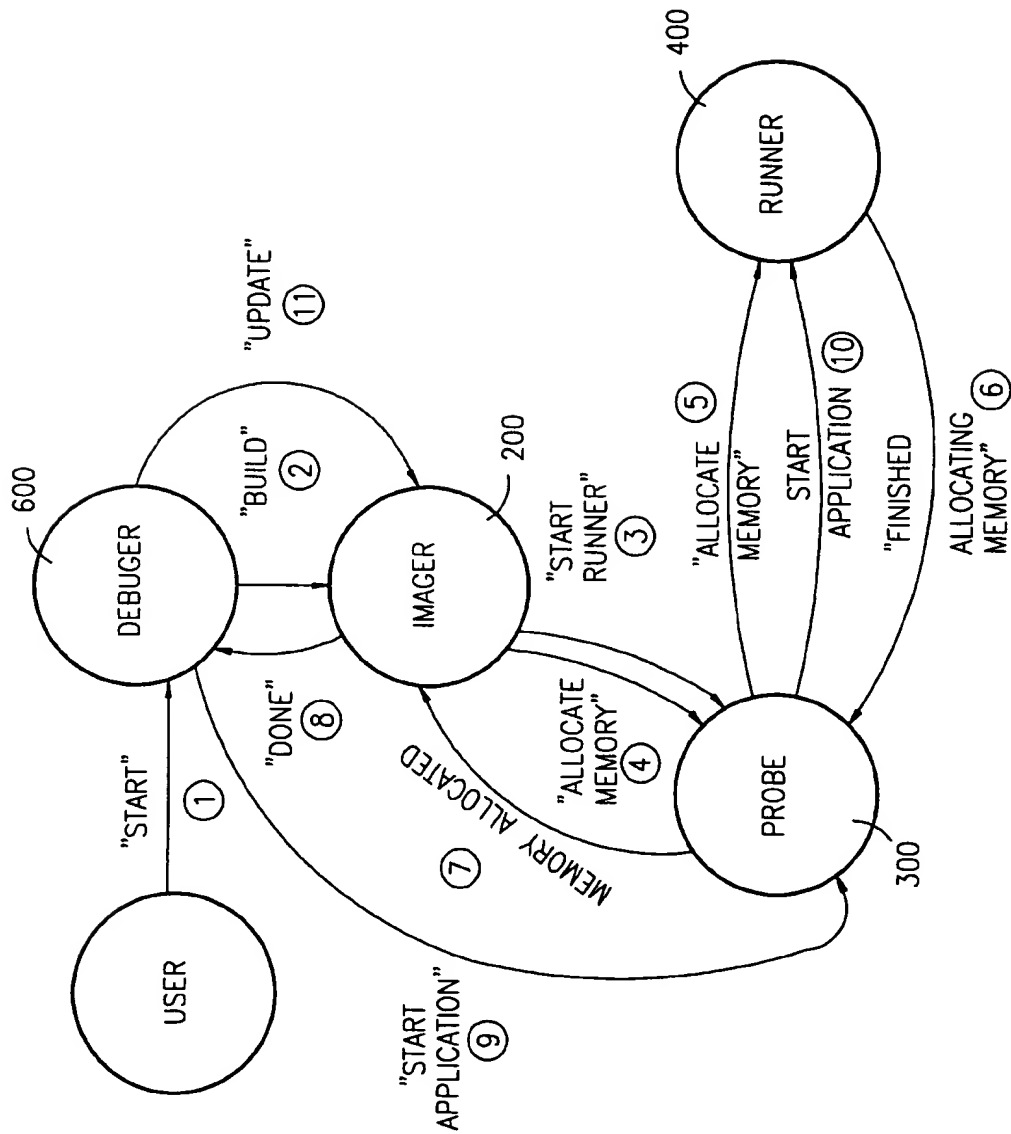 USER
"START"
1
DEBUGER
600
"UPDATE"
11
"BUILD"
2
"DONE"
8
IMAGER
200
"START
RUNNER"
3
"ALLOCATE
MEMORY"
4
MEMORY ALLOCATED
7
"START
APPLICATION"
9
PROBE
300
"ALLOCATE
MEMORY"
5
START
APPLICATION
10
"FINISHED
ALLOCATING
MEMORY"
6
RUNNER
400